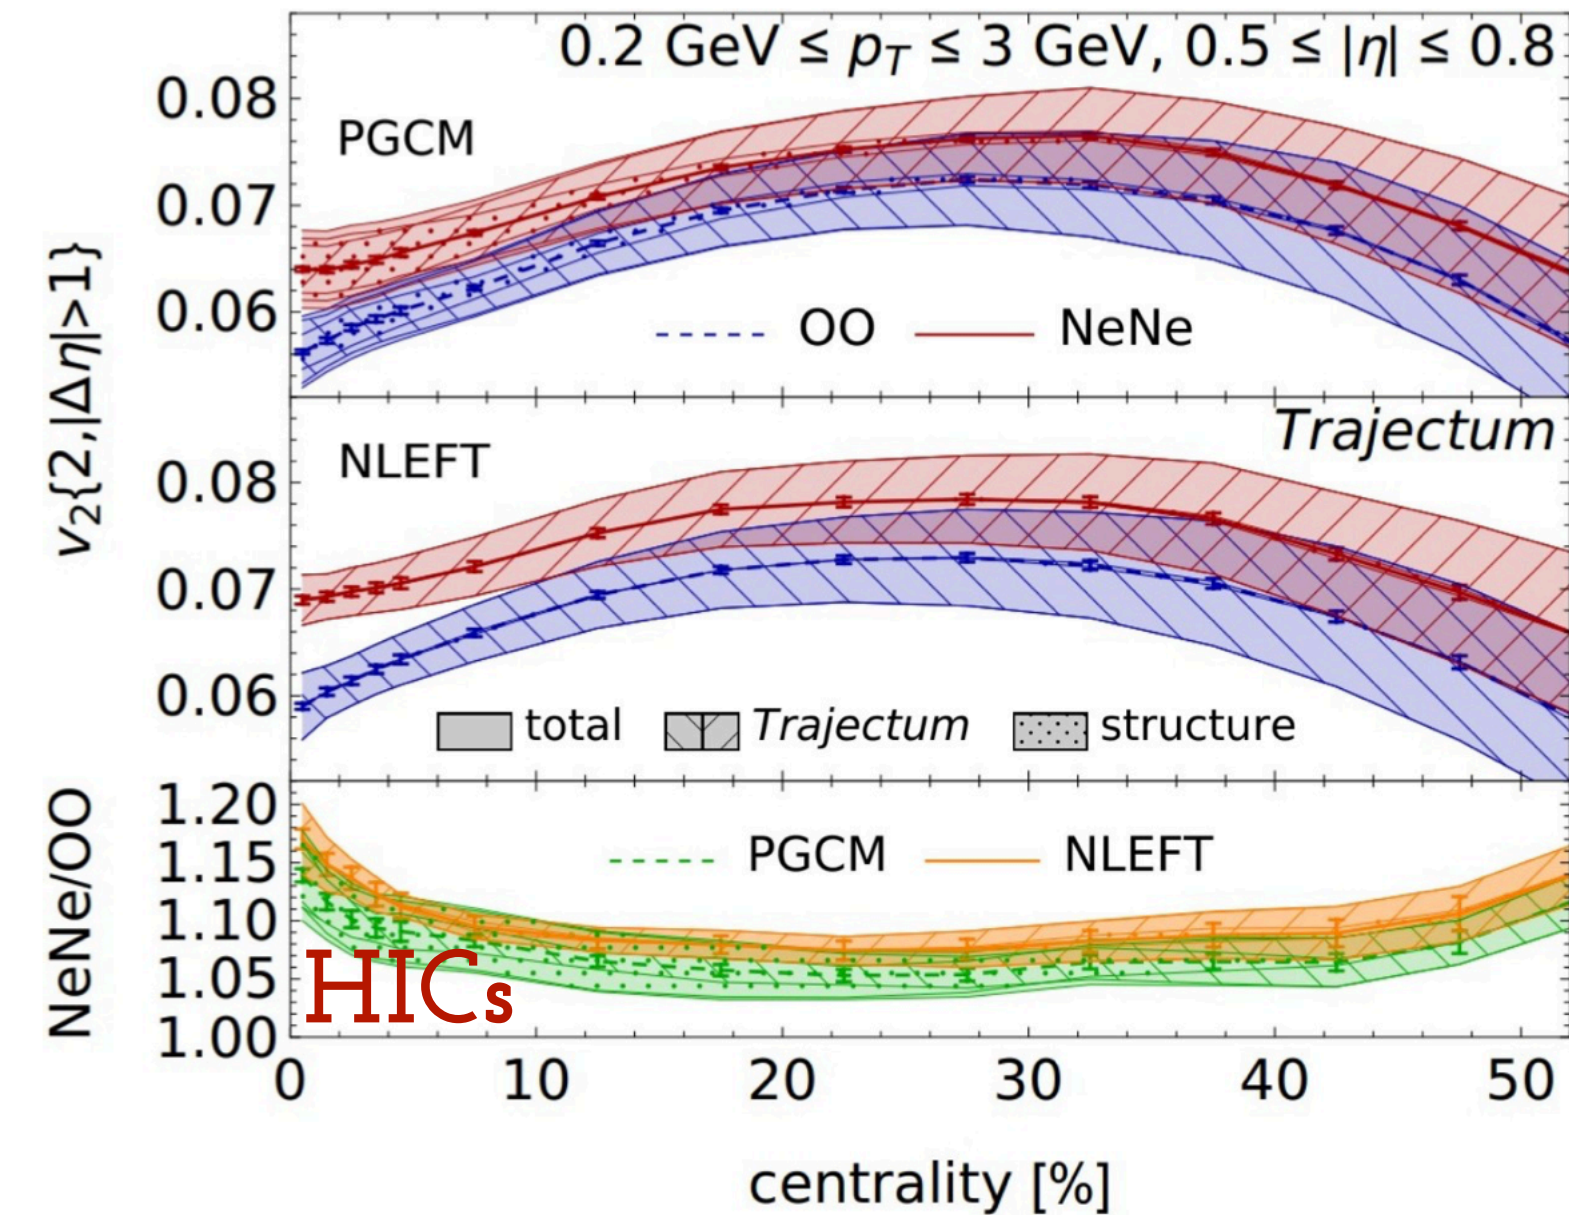 0.2 GeV ≤ p_T ≤ 3 GeV, 0.5 ≤ |η| ≤ 0.8
PGCM
0.08
0.07
0.06
OO NeNe
v_2{2,|Δη|>1}
Trajectum
NLEFT
0.08
0.07
0.06
total Trajectum structure
NeNe/OO
1.20
1.15
1.10
1.05
1.00
PGCM NLEFT
HICs
0 10 20 30 40 50
centrality [%]